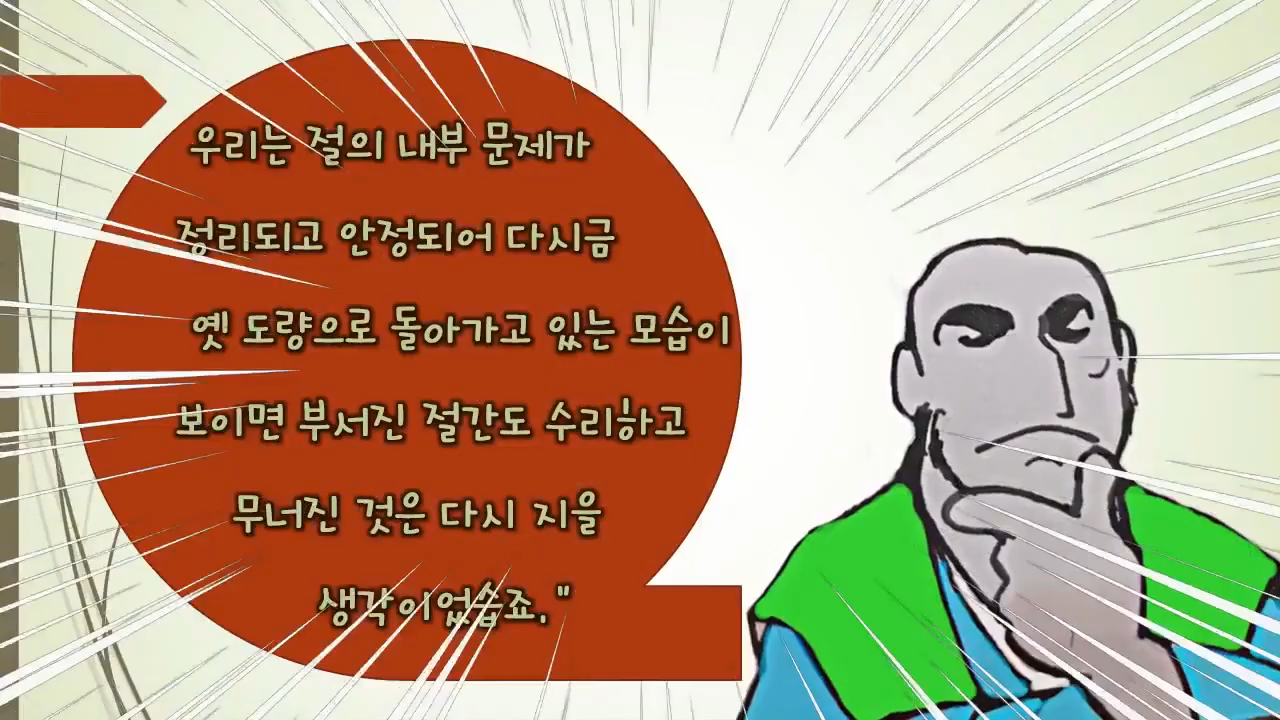 우리는 절의 내부 문제가
정리되고 안정되어 다시금
옛 도량으로 돌아가고 있는 모습이
보이면 부서진 절간도 수리하고
무너진 것은 다시 지을
생각이었습죠."